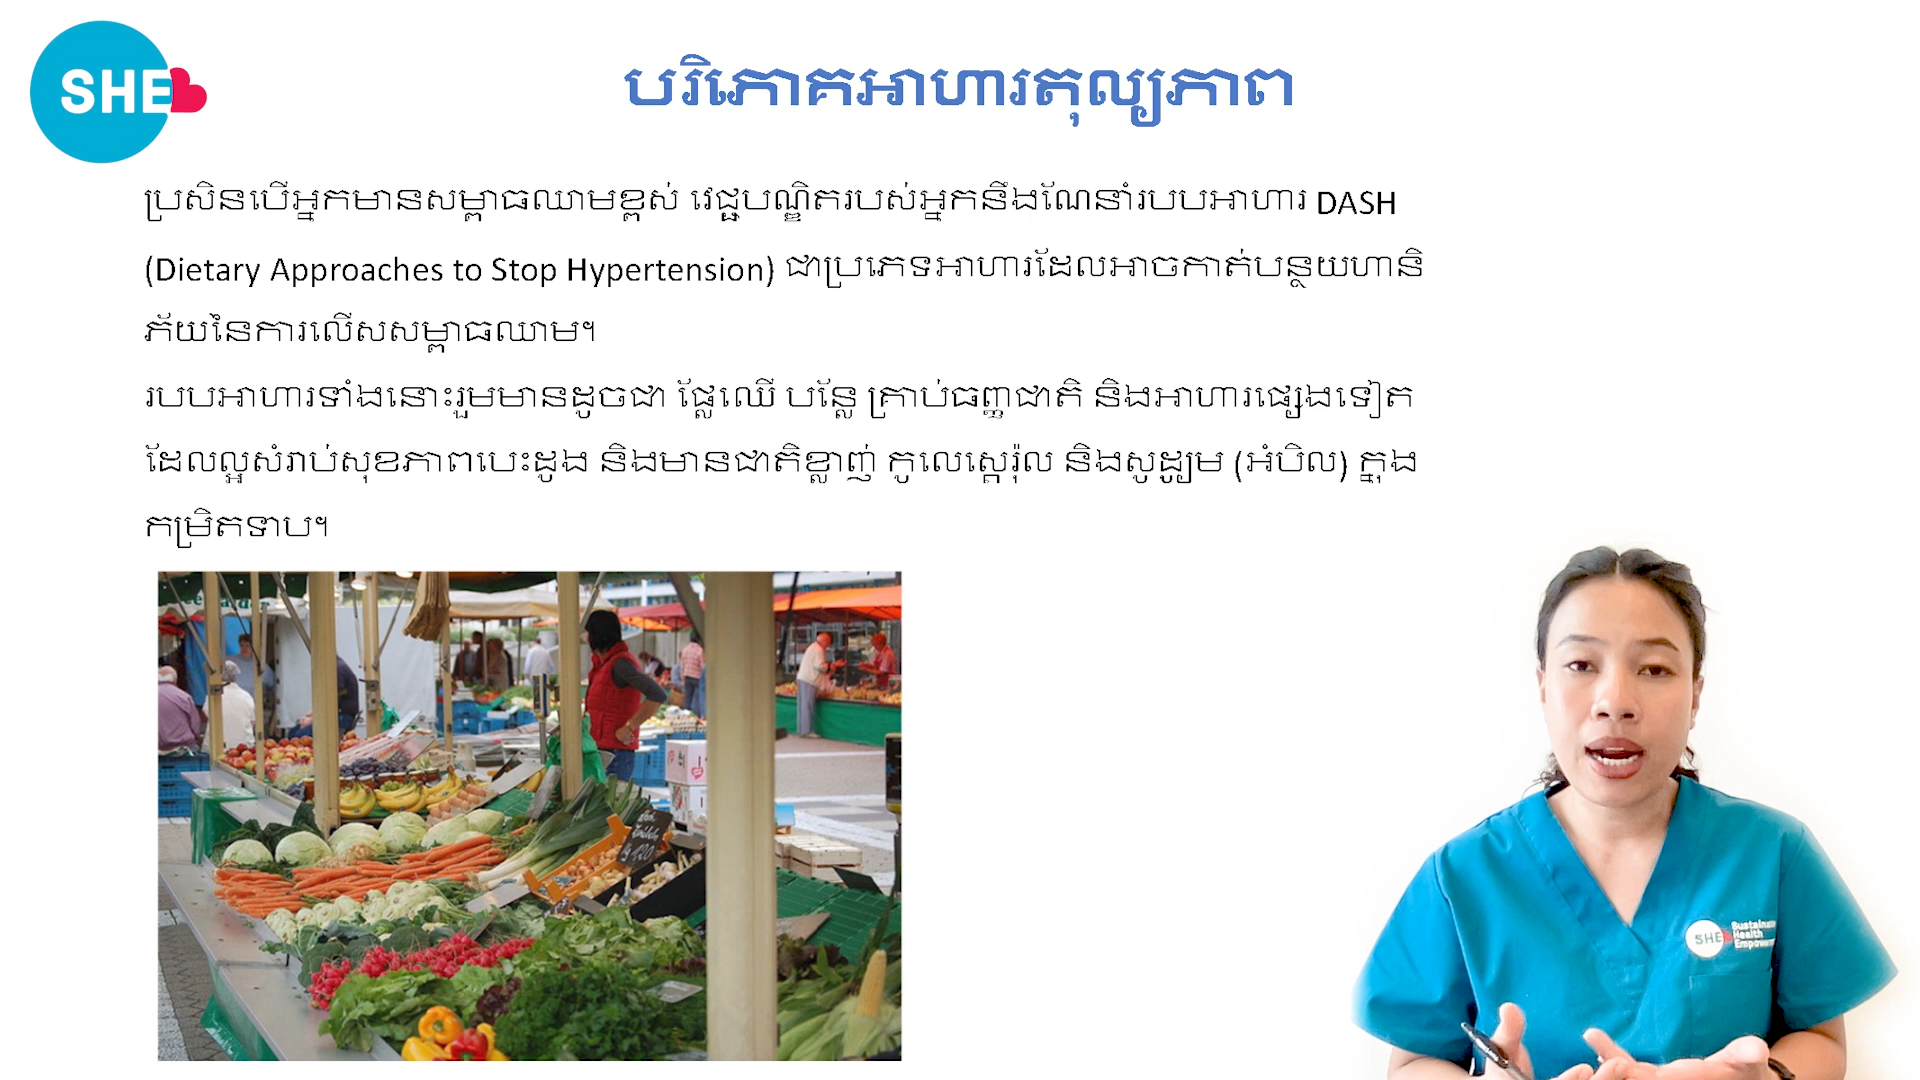 SHE
បរិភោគអាហារតុល្យភាព
ប្រសិនបើអ្នកមានសម្ពាធឈាមខ្ពស់ វេជ្ជបណ្ឌិតរបស់អ្នកនឹងណែនាំរបបអាហារ DASH
(Dietary Approaches to Stop Hypertension) ជាប្រភេទអាហារដែលអាចកាត់បន្ថយហានិ
ភ័យនៃការលើសសម្ពាធឈាម។
របបអាហារទាំងនោះរួមមានដូចជា ផ្លែឈើ បន្លែ គ្រាប់ធញ្ញជាតិ និងអាហារផ្សេងទៀត
ដែលល្អសំរាប់សុខភាពបេះដូង និងមានជាតិខ្លាញ់ កូលេស្តេរ៉ុល និងសូដ្យូម (អំបិល) ក្នុង
កម្រិតទាប។
SHE
Health